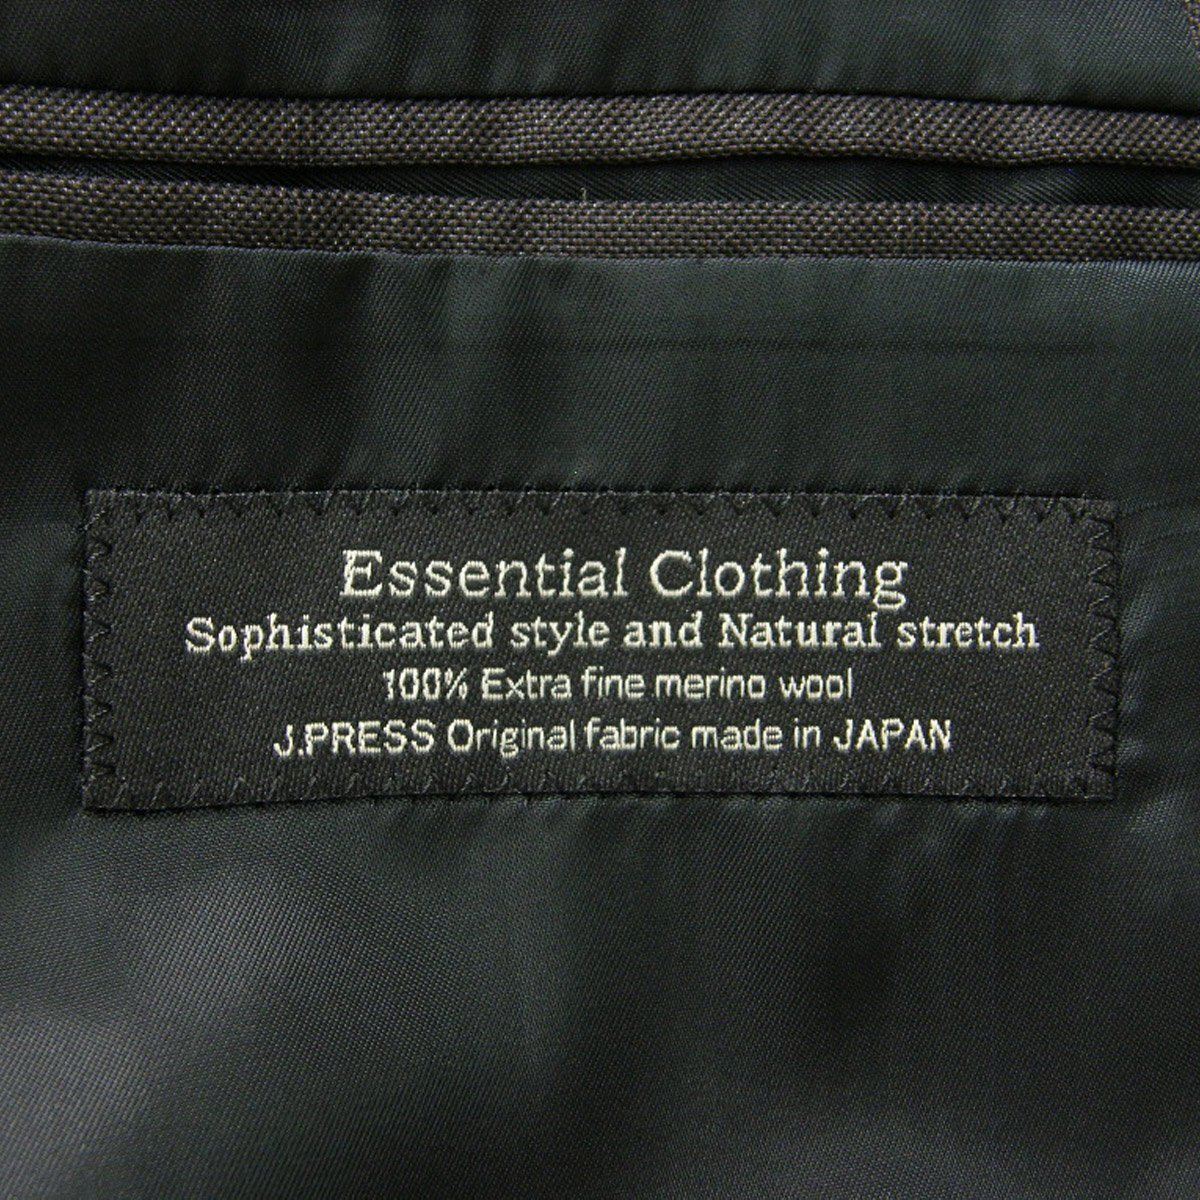 Essential Clothing
Sophisticated style and Natural stretch
100% Extra fine merino wool
J.PRESS Original fabric made in JAPAN